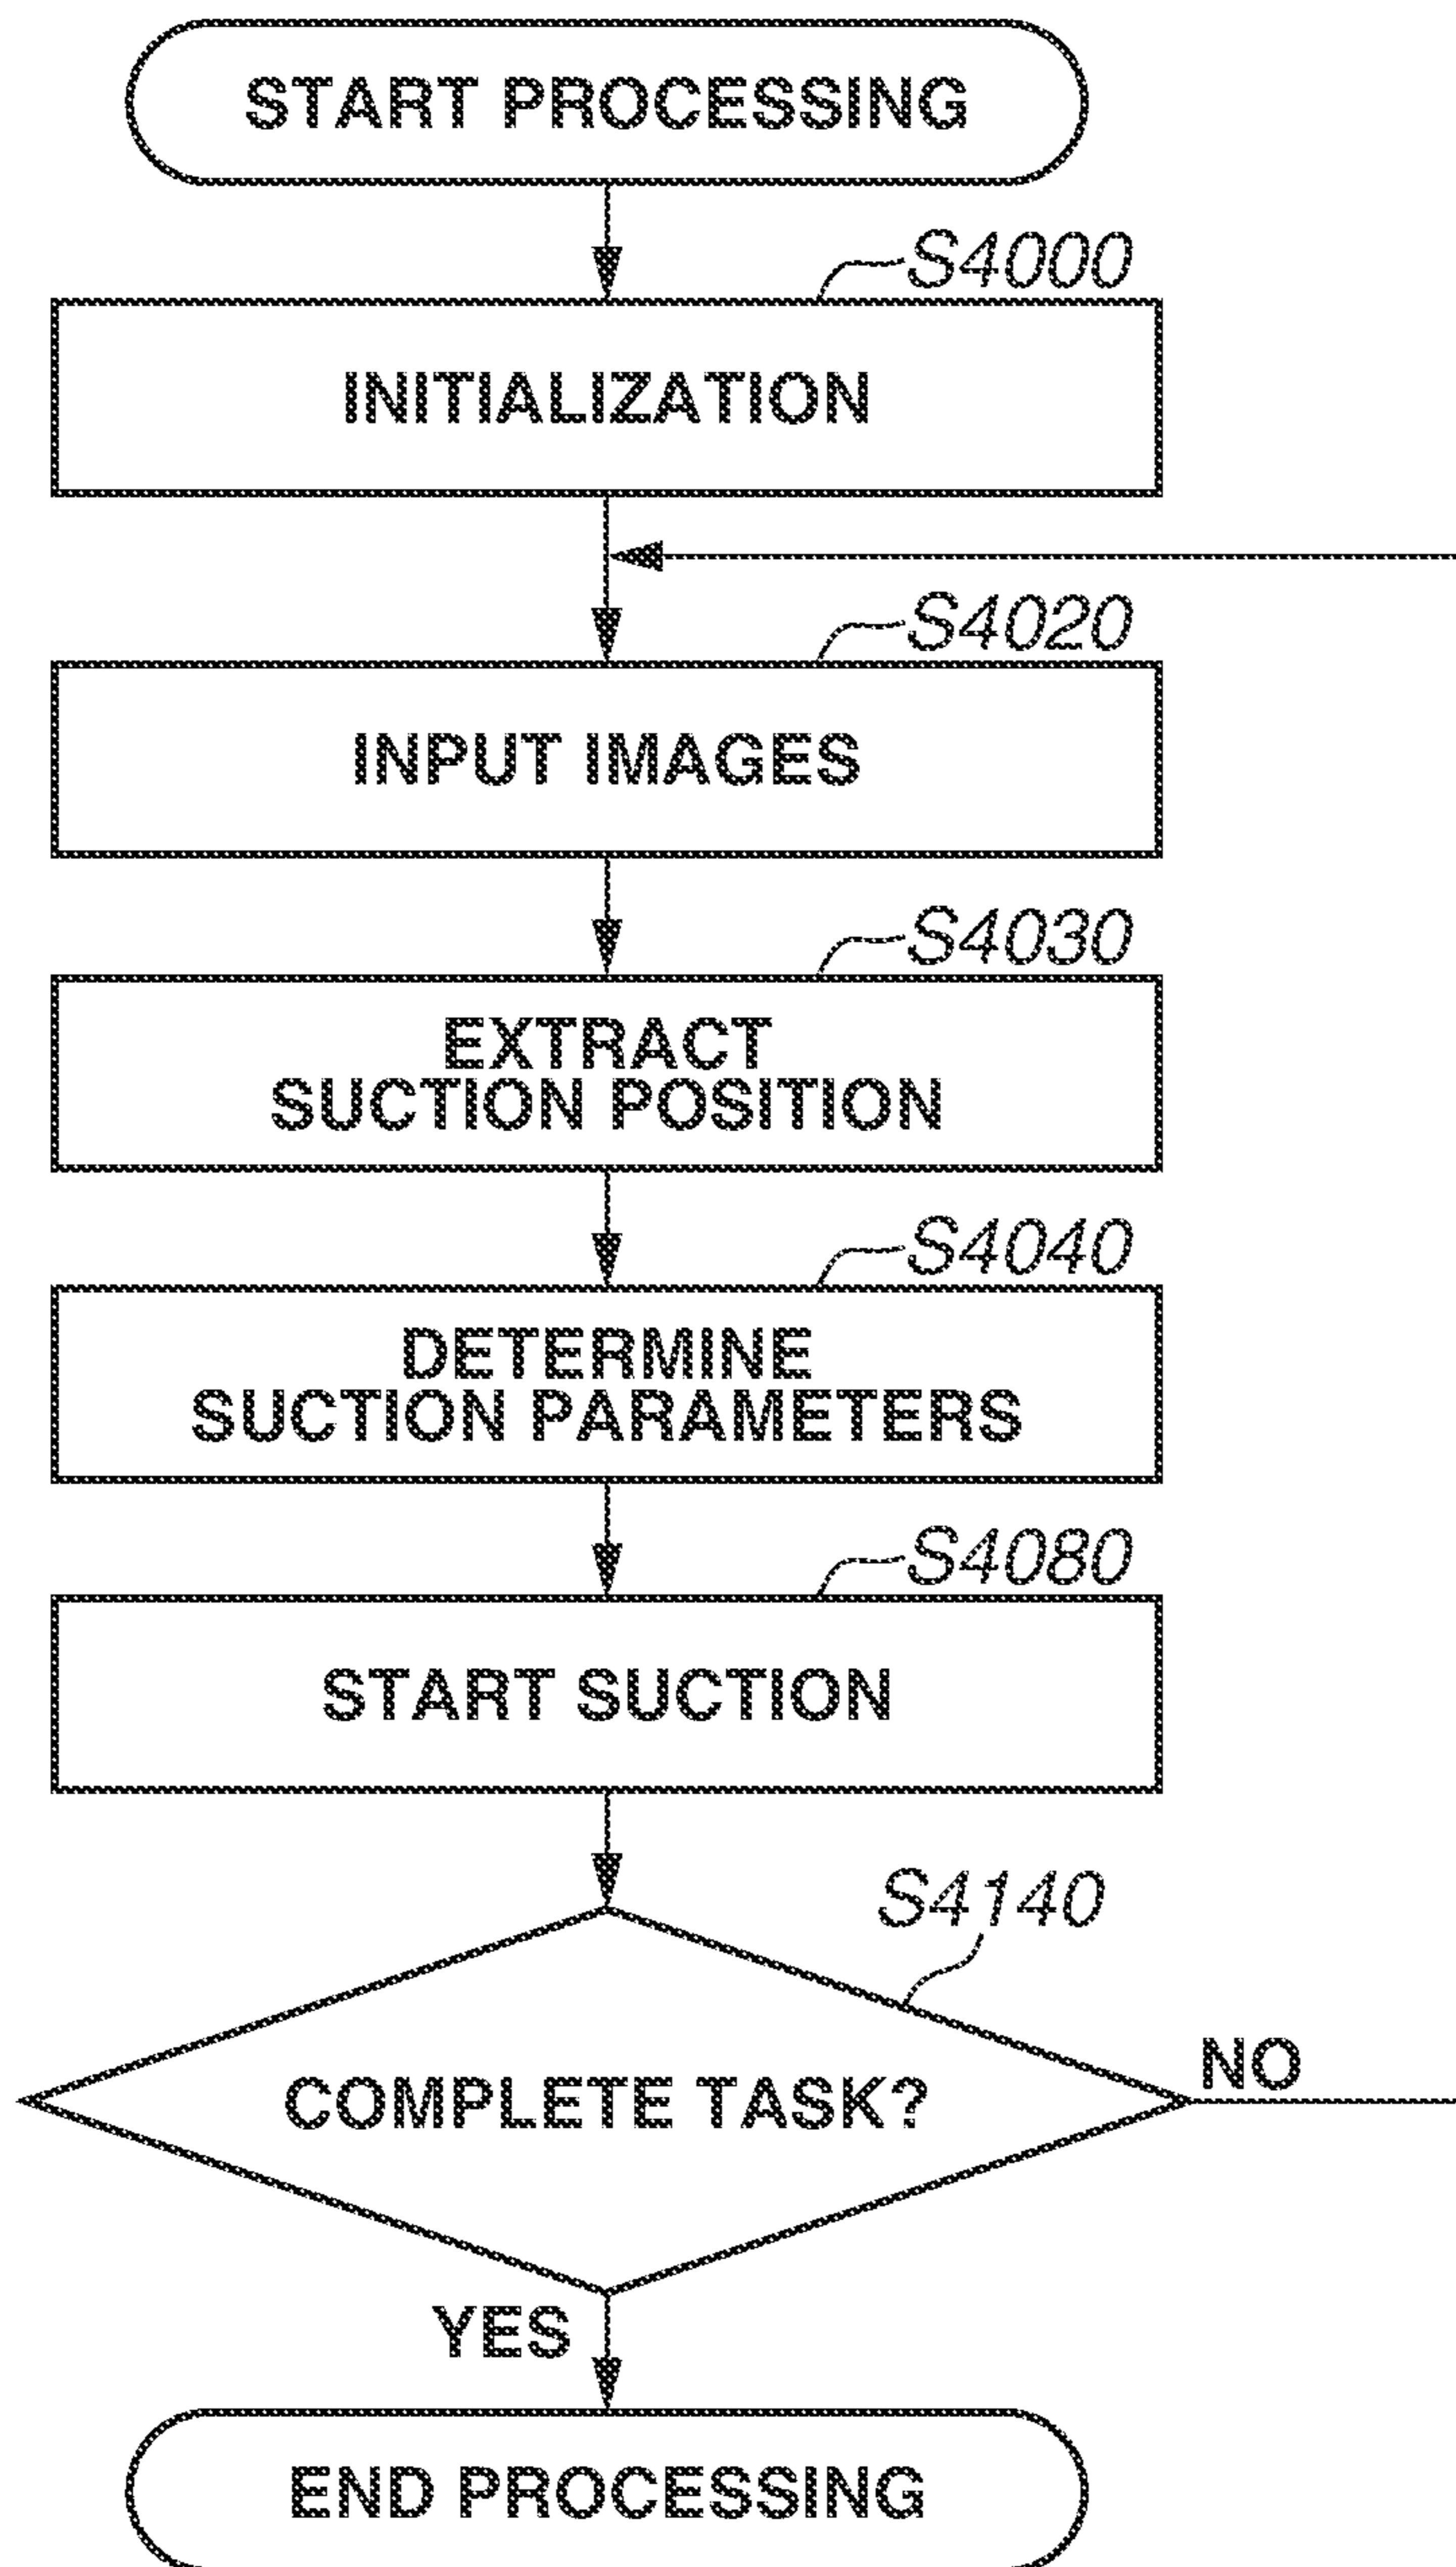 START PROCESSING
S4000
INITIALIZATION
S4020
INPUT IMAGES
S4030
EXTRACT
SUCTION POSITION
S4040
DETERMINE
SUCTION PARAMETERS
S4080
START SUCTION
S4140
COMPLETE TASK?
NO
YES
END PROCESSING